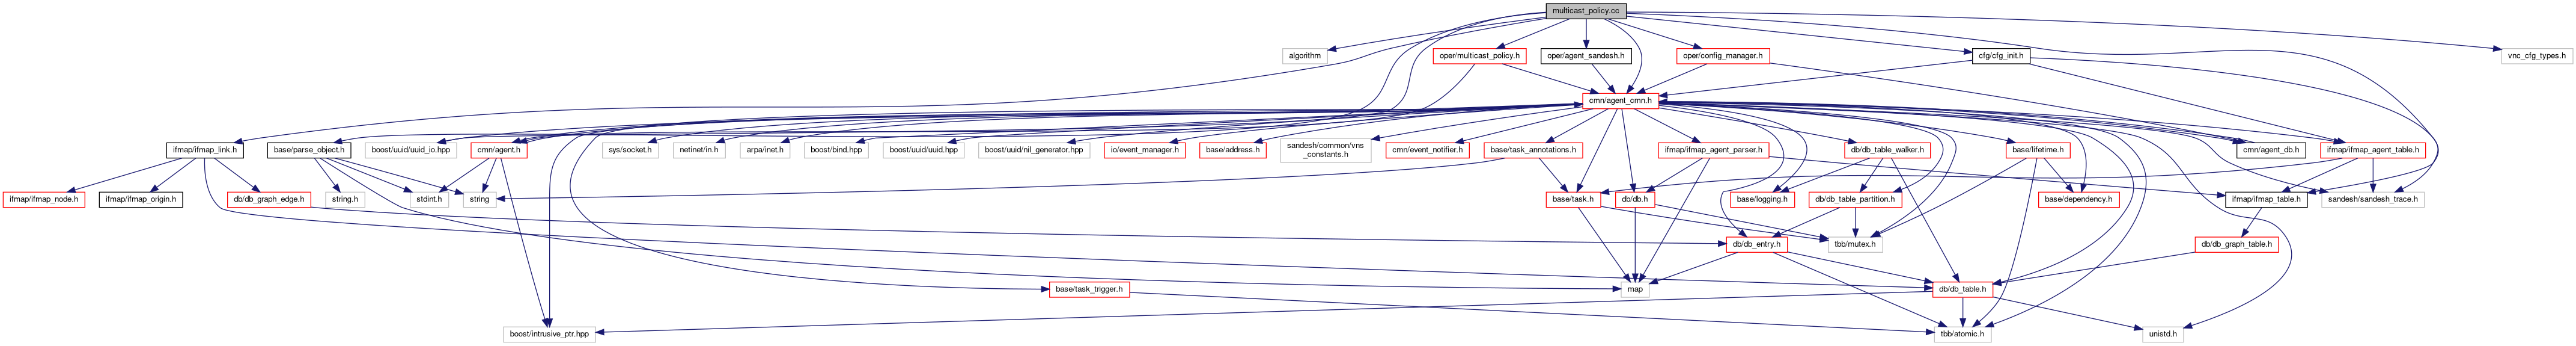 multicast_policy.cc
algorithm
oper/multicast_policy.h
oper/agent_sandesh.h
oper/config_manager.h
cfg/cfg_init.h
vnc_cfg_types.h
cmn/agent_cmn.h
ifmap/ifmap_link.h
base/parse_object.h
boost/uuid/uuid_io.hpp
cmn/agent.h
sys/socket.h
netinet/in.h
arpa/inet.h
boost/bind.hpp
boost/uuid/uuid.hpp
boost/uuid/nil_generator.hpp
io/event_manager.h
base/address.h
sandesh/common/vns
_constants.h
cmn/event_notifier.h
base/task_annotations.h
ifmap/ifmap_agent_parser.h
db/db_table_walker.h
base/lifetime.h
cmn/agent_db.h
ifmap/ifmap_agent_table.h
ifmap/ifmap_node.h
ifmap/ifmap_origin.h
db/db_graph_edge.h
string.h
stdint.h
string
base/task.h
db/db.h
base/logging.h
db/db_table_partition.h
base/dependency.h
ifmap/ifmap_table.h
sandesh/sandesh_trace.h
db/db_entry.h
tbb/mutex.h
db/db_graph_table.h
base/task_trigger.h
map
db/db_table.h
boost/intrusive_ptr.hpp
tbb/atomic.h
unistd.h